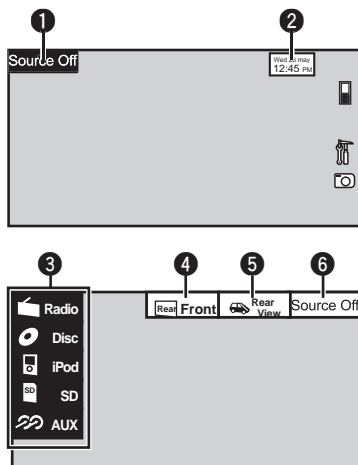 1 2
Source Off
Wed 28 may
12:45 PM
3 4 5 6
Radio
Disc
iPod
SD SD
AUX
Rear Front
Rear View
Source Off